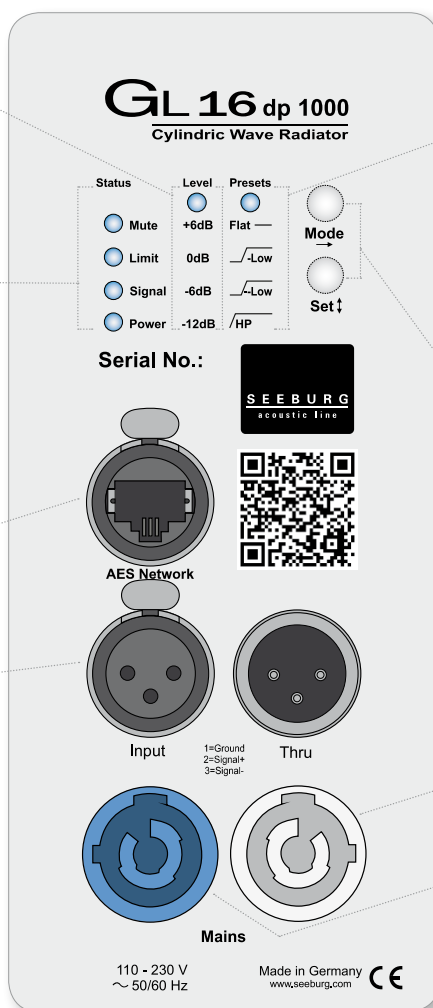 GL 16 dp 1000
Cylindric Wave Radiator
Status Level Presets
Mute +6dB Flat
Mode
→
Limit 0dB -Low
Signal -6dB --Low
Set ↕
Power -12dB HP
Serial No.:
SEEBURG
acoustic line
AES Network
Input
1=Ground
2=Signal+
3=Signal-
Thru
Mains
110 - 230 V
～ 50/60 Hz
Made in Germany
www.seeburg.com
CE